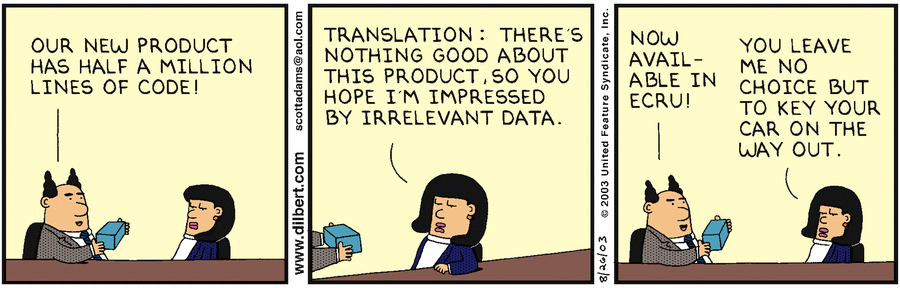 OUR NEW PRODUCT
HAS HALF A MILLION
LINES OF CODE!
www.dilbert.com
scottadams@aol.com
TRANSLATION: THERE'S
NOTHING GOOD ABOUT
THIS PRODUCT, SO YOU
HOPE I'M IMPRESSED
BY IRRELEVANT DATA.
8/26/03
© 2003 United Feature Syndicate, Inc.
NOW
AVAIL-
ABLE IN
ECRU!
YOU LEAVE
ME NO
CHOICE BUT
TO KEY YOUR
CAR ON THE
WAY OUT.